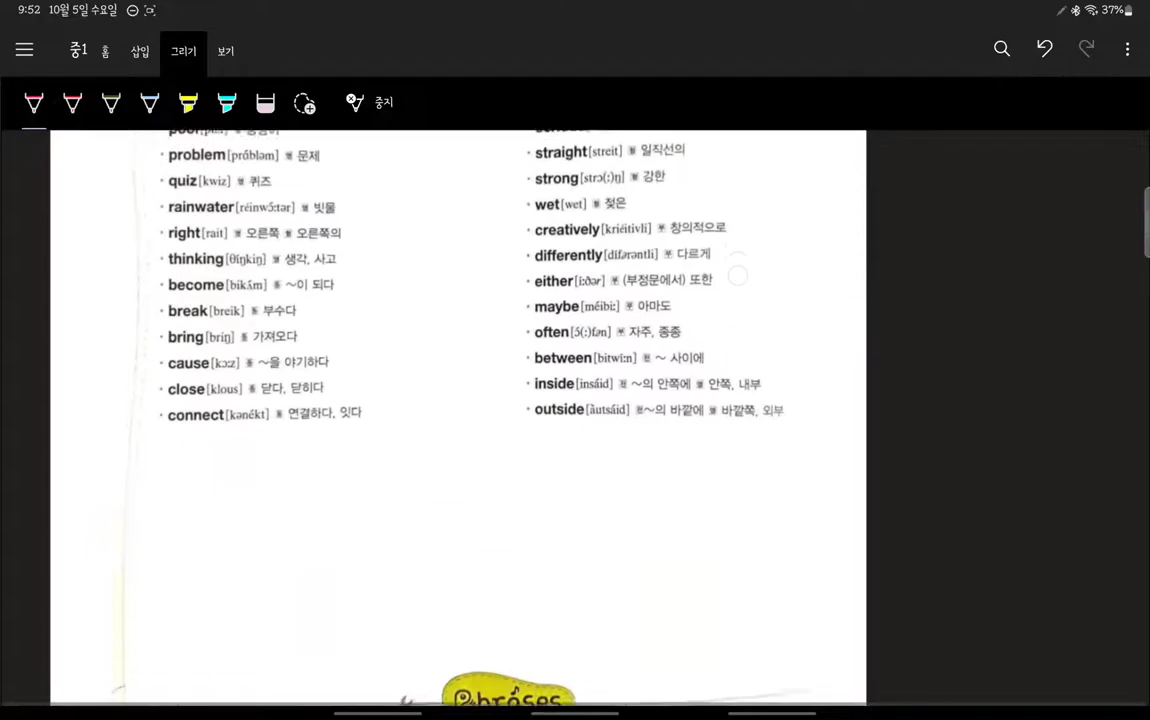 9:52 10월 5일 수요일 37%
중1 홈 삽입 그리기 보기
중지
problem [prábləm] 명 문제
quiz [kwiz] 명 퀴즈
rainwater [réinwɔ̀:tər] 명 빗물
right [rait] 명 오른쪽 형 오른쪽의
thinking [θíŋkiŋ] 명 생각, 사고
become [bikʌ́m] 동 ~이 되다
break [breik] 동 부수다
bring [briŋ] 동 가져오다
cause [kɔːz] 동 ~을 야기하다
close [klous] 동 닫다, 닫히다
connect [kənékt] 동 연결하다, 잇다
straight [streit] 형 일직선의
strong [strɔ(:)ŋ] 형 강한
wet [wet] 형 젖은
creatively [kriéitivli] 부 창의적으로
differently [dífərəntli] 부 다르게
either [íːðər] 부 (부정문에서) 또한
maybe [méibiː] 부 아마도
often [ɔ́(:)fən] 부 자주, 종종
between [bitwíːn] 전 ~ 사이에
inside [insáid] 전 ~의 안쪽에 명 안쪽, 내부
outside [àutsáid] 전 ~의 바깥에 명 바깥쪽, 외부
Phrases